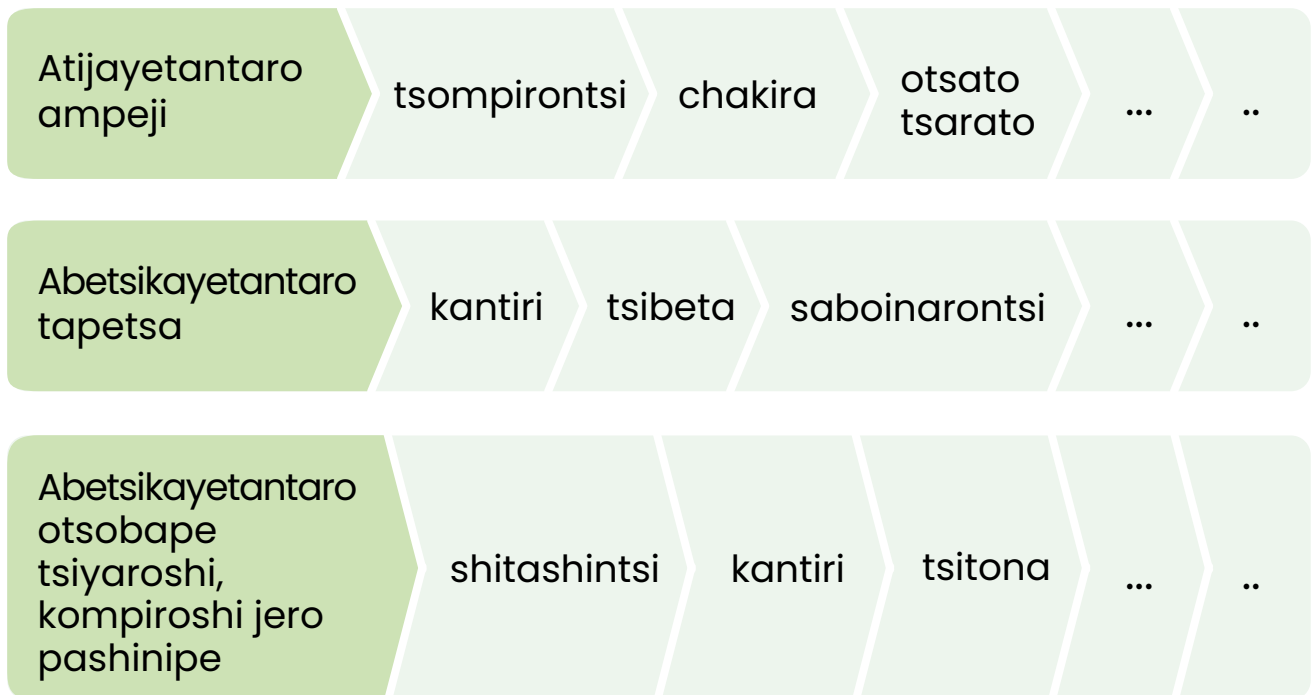 Atijayetantaro
ampeji
tsompirontsi
chakira
otsato
tsarato
...
..
Abetsikayetantaro
tapetsa
kantiri
tsibeta
saboinarontsi
...
..
Abetsikayetantaro
otsobape
tsiyaroshi,
kompiroshi jero
pashinipe
shitashintsi
kantiri
tsitona
...
..